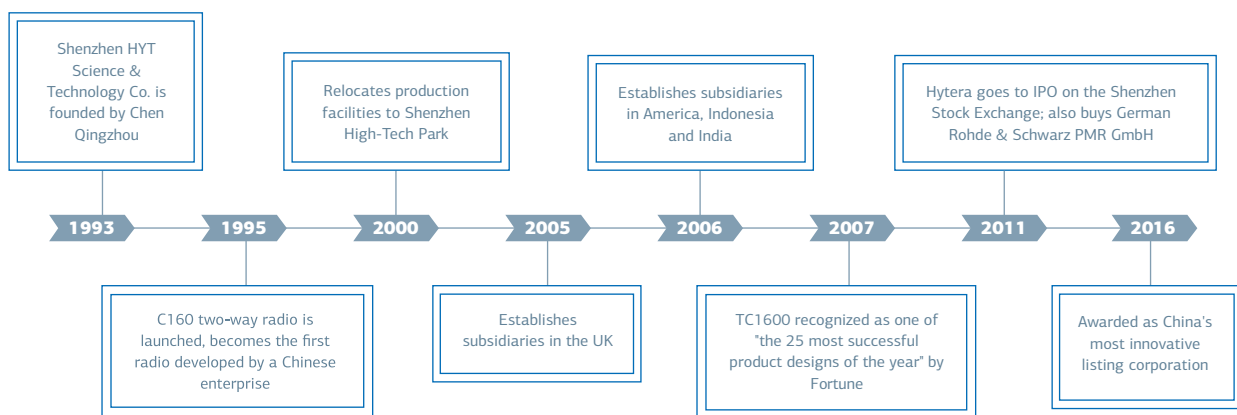 Shenzhen HYT
Science &
Technology Co. is
founded by Chen
Qingzhou
Relocates production
facilities to Shenzhen
High-Tech Park
Establishes subsidiaries
in America, Indonesia
and India
Hytera goes to IPO on the Shenzhen
Stock Exchange; also buys German
Rohde & Schwarz PMR GmbH
1993
1995
2000
2005
2006
2007
2011
2016
C160 two-way radio is
launched, becomes the first
radio developed by a Chinese
enterprise
Establishes
subsidiaries in the UK
TC1600 recognized as one of
"the 25 most successful
product designs of the year" by
Fortune
Awarded as China's
most innovative
listing corporation